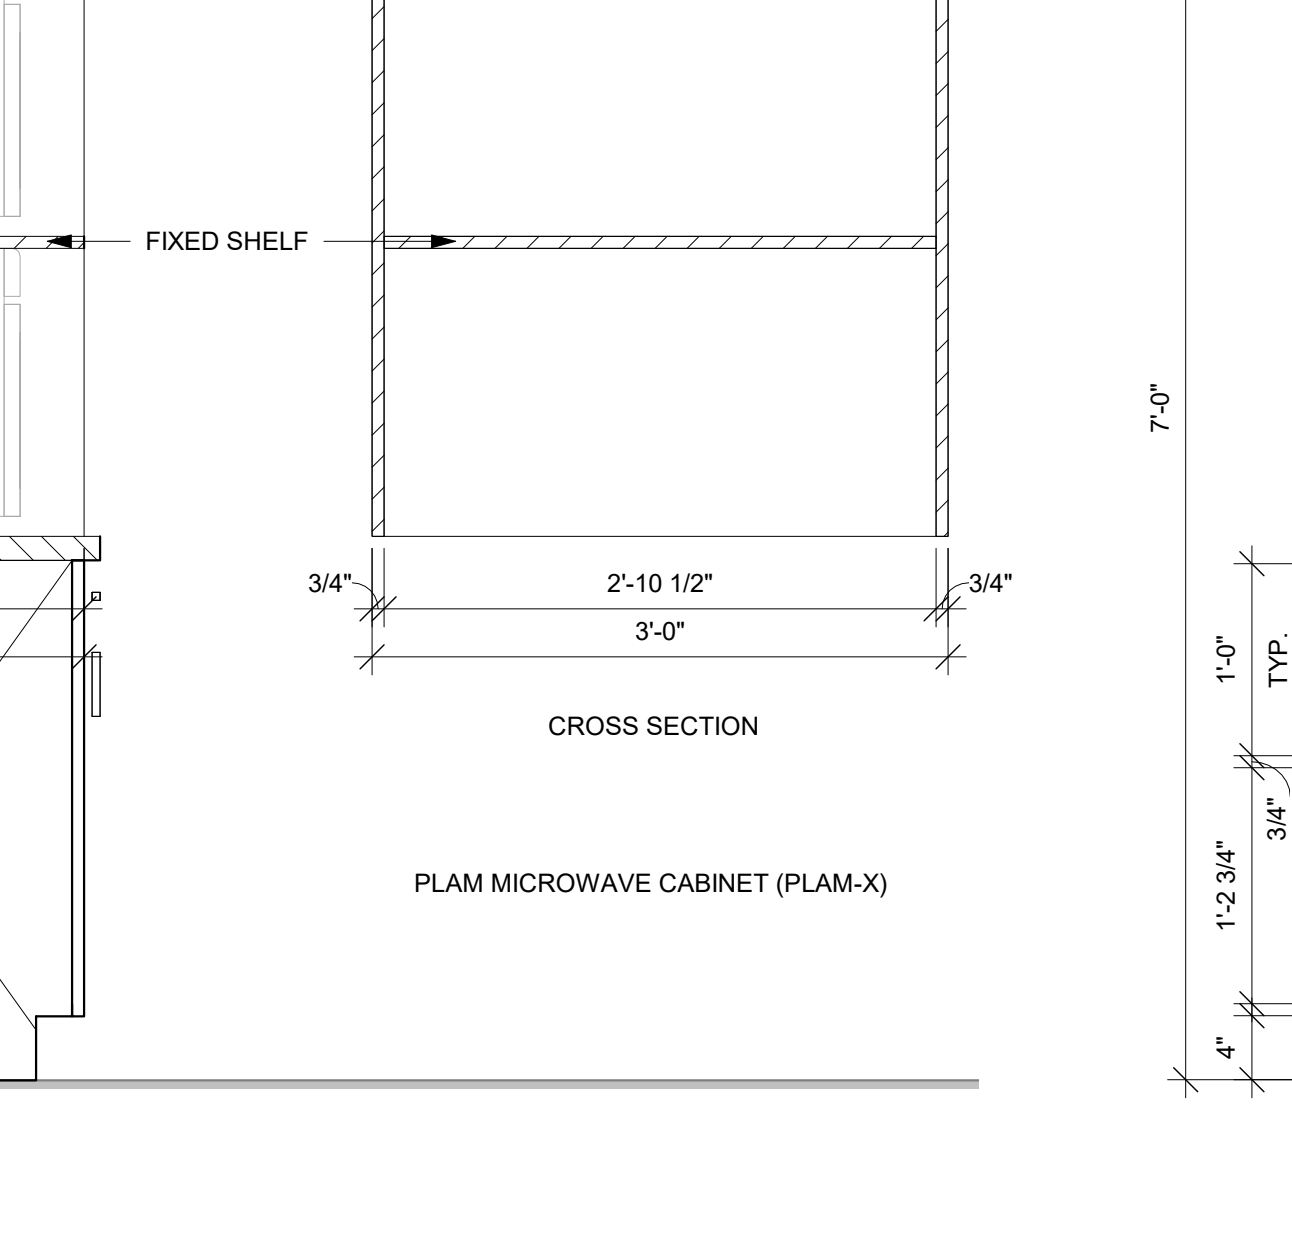 FIXED SHELF
7'-0"
3/4"
2'-10 1/2"
3/4"
3'-0"
1'-0"
TYP.
CROSS SECTION
3/4"
1'-2 3/4"
PLAM MICROWAVE CABINET (PLAM-X)
4"